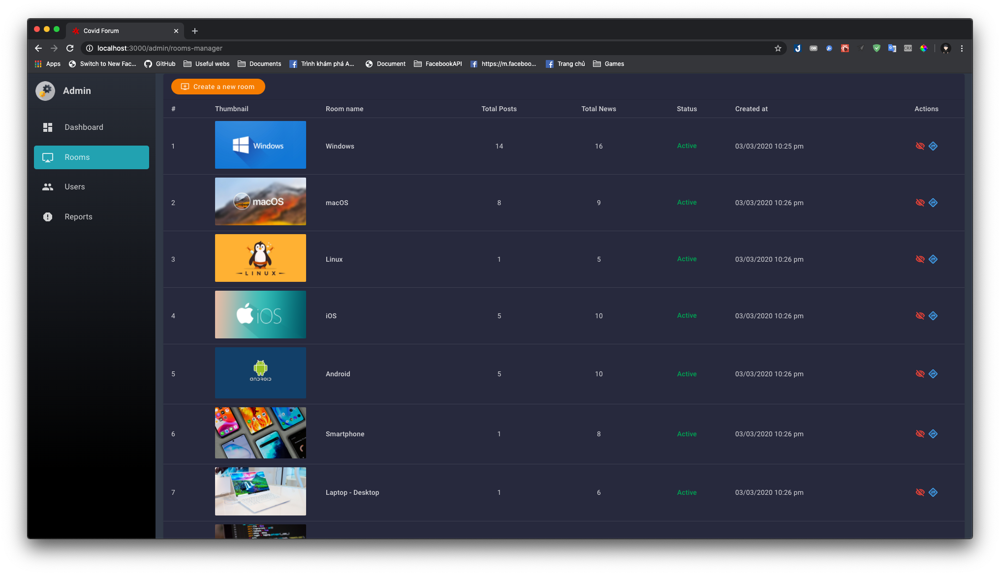 Covid Forum
localhost:3000/admin/rooms-manager
Apps Switch to New Fac... GitHub Useful webs Documents Trình khám phá A... Document FacebookAPI https://m.faceboo... Trang chủ Games
Admin
Dashboard
Rooms
Users
Reports
Create a new room
# Thumbnail Room name Total Posts Total News Status Created at Actions
1 Windows Windows 14 16 Active 03/03/2020 10:25 pm
2 macOS macOS 8 9 Active 03/03/2020 10:26 pm
3 LINUX Linux 1 5 Active 03/03/2020 10:26 pm
4 iOS iOS 5 10 Active 03/03/2020 10:26 pm
5 ANDROID Android 5 10 Active 03/03/2020 10:26 pm
6 Smartphone 1 8 Active 03/03/2020 10:26 pm
7 Laptop - Desktop 1 6 Active 03/03/2020 10:26 pm